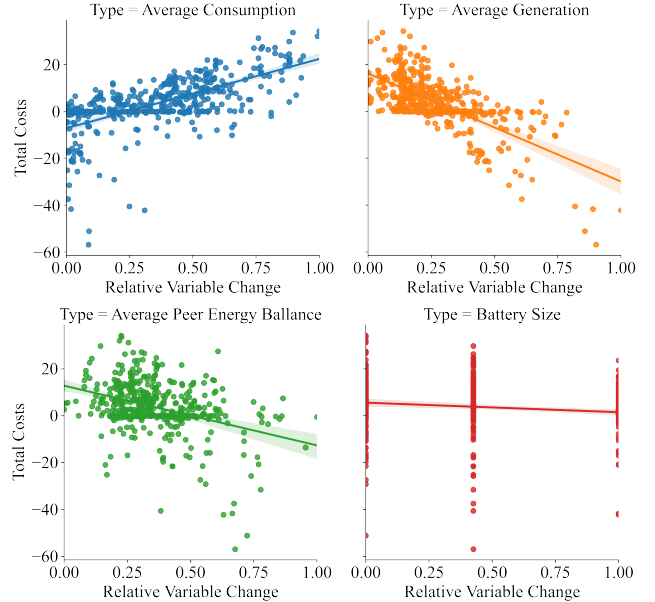 Type = Average Consumption
Type = Average Generation
20
0
−20
−40
−60
Total Costs
0.00 0.25 0.50 0.75 1.00
0.00 0.25 0.50 0.75 1.00
Relative Variable Change
Relative Variable Change
Type = Average Peer Energy Ballance
Type = Battery Size
20
0
−20
−40
−60
Total Costs
0.00 0.25 0.50 0.75 1.00
0.00 0.25 0.50 0.75 1.00
Relative Variable Change
Relative Variable Change